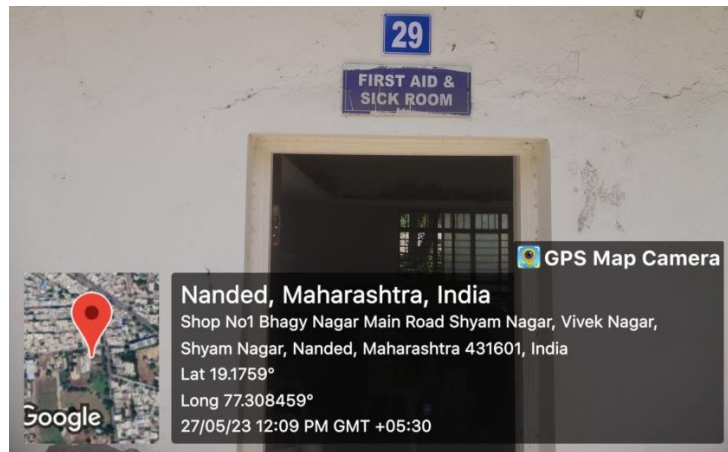 29
FIRST AID &
SICK ROOM
GPS Map Camera
Nanded, Maharashtra, India
Shop No1 Bhagy Nagar Main Road Shyam Nagar, Vivek Nagar,
Shyam Nagar, Nanded, Maharashtra 431601, India
Lat 19.1759°
Long 77.308459°
27/05/23 12:09 PM GMT +05:30
Google